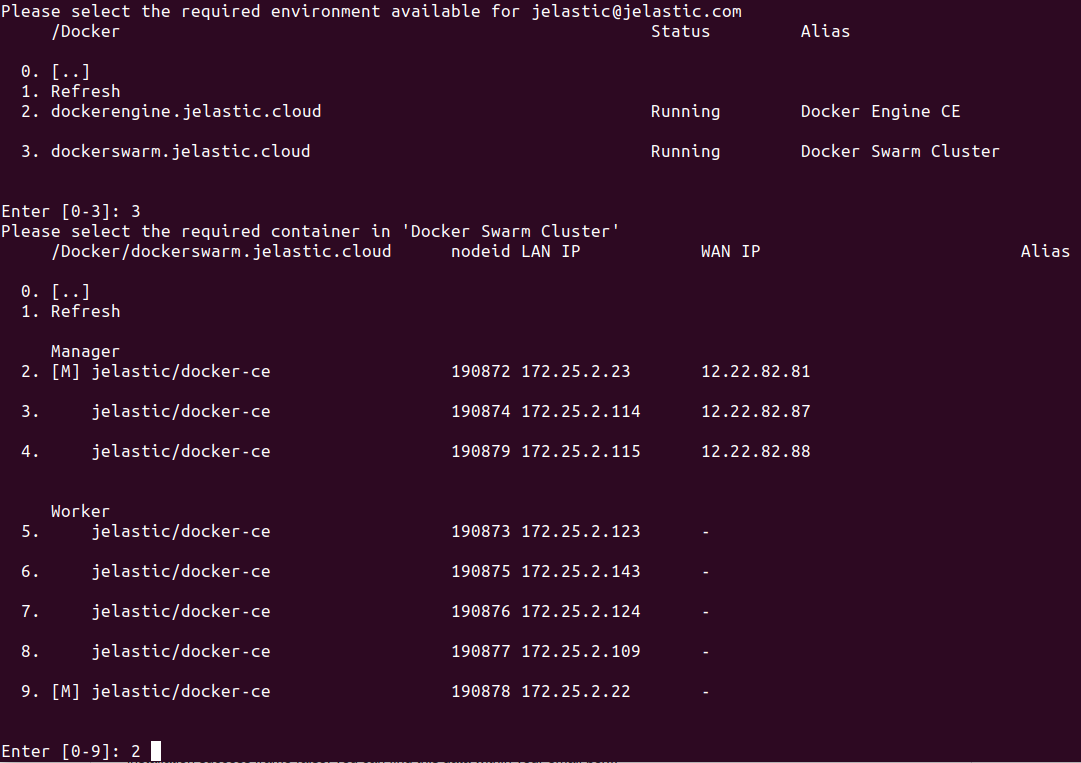 Please select the required environment available for jelastic@jelastic.com
/Docker Status Alias
0. [..]
1. Refresh
2. dockerengine.jelastic.cloud Running Docker Engine CE
3. dockerswarm.jelastic.cloud Running Docker Swarm Cluster
Enter [0-3]: 3
Please select the required container in 'Docker Swarm Cluster'
/Docker/dockerswarm.jelastic.cloud nodeid LAN IP WAN IP Alias
0. [..]
1. Refresh
Manager
2. [M] jelastic/docker-ce 190872 172.25.2.23 12.22.82.81
3. jelastic/docker-ce 190874 172.25.2.114 12.22.82.87
4. jelastic/docker-ce 190879 172.25.2.115 12.22.82.88
Worker
5. jelastic/docker-ce 190873 172.25.2.123 -
6. jelastic/docker-ce 190875 172.25.2.143 -
7. jelastic/docker-ce 190876 172.25.2.124 -
8. jelastic/docker-ce 190877 172.25.2.109 -
9. [M] jelastic/docker-ce 190878 172.25.2.22 -
Enter [0-9]: 2